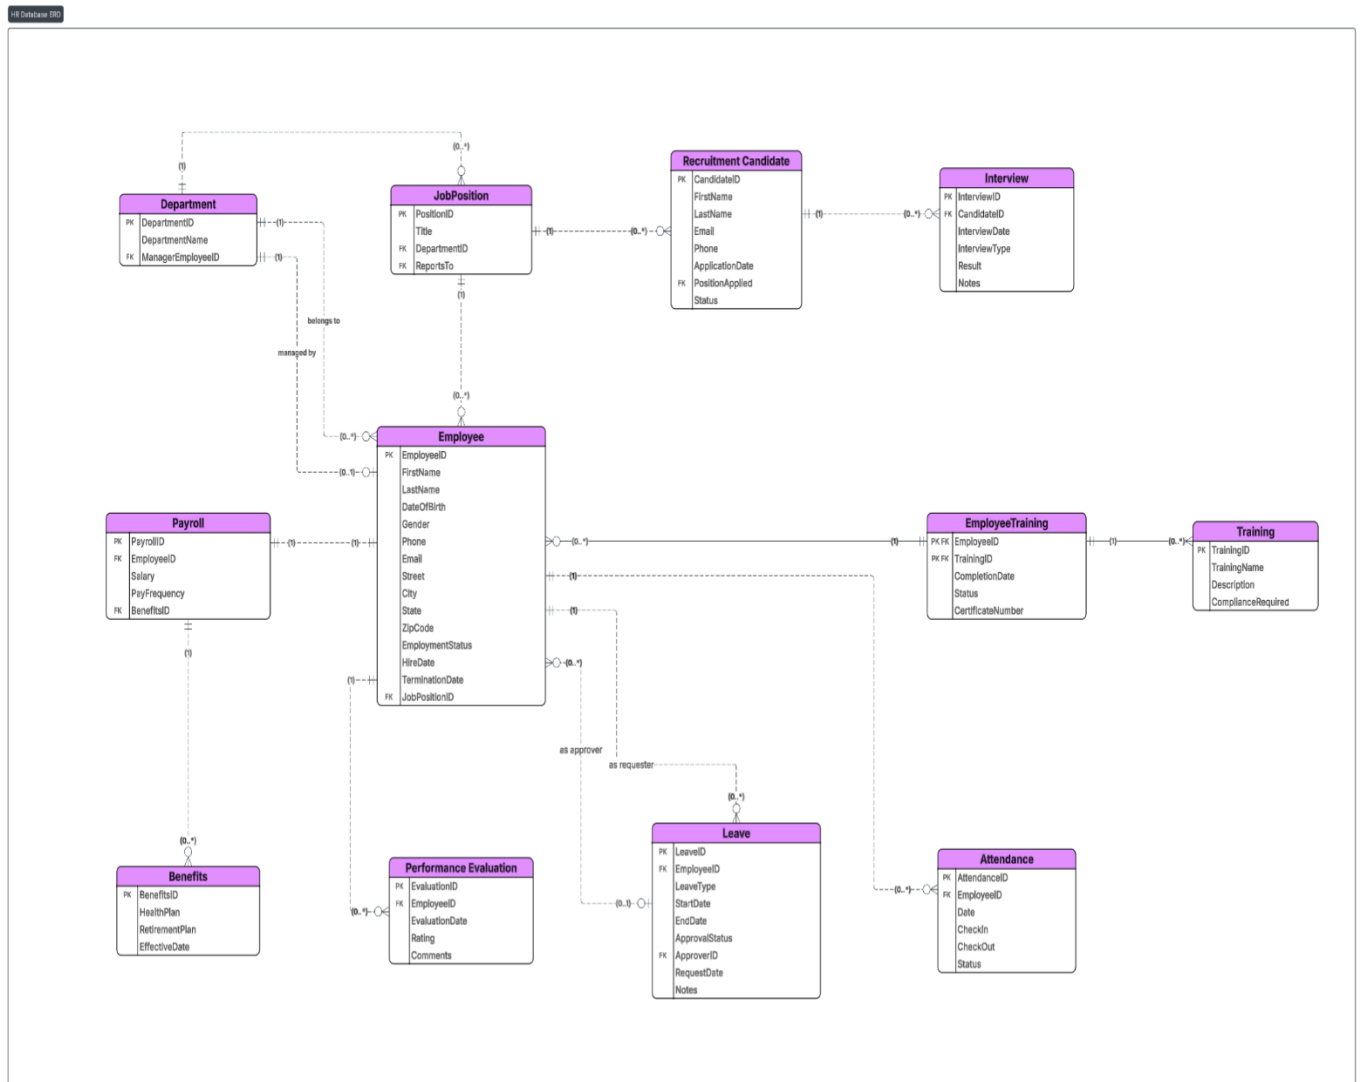 HR Database ERD
(1)
(0..*)
Department
PK DepartmentID
DepartmentName
FK ManagerEmployeeID
(1)
(1)
belongs to
managed by
(0..*)
(0..1)
JobPosition
PK PositionID
Title
FK DepartmentID
FK ReportsTo
(1)
(0..*)
(1)
(0..*)
Recruitment Candidate
PK CandidateID
FirstName
LastName
Email
Phone
ApplicationDate
FK PositionApplied
Status
(1)
(0..*)
Interview
PK InterviewID
FK CandidateID
InterviewDate
InterviewType
Result
Notes
Employee
PK EmployeeID
FirstName
LastName
DateOfBirth
Gender
Phone
Email
Street
City
State
ZipCode
EmploymentStatus
HireDate
TerminationDate
FK JobPositionID
Payroll
PK PayrollID
FK EmployeeID
Salary
PayFrequency
FK BenefitsID
(1)
(1)
(1)
(0..*)
(0..*)
(1)
EmployeeTraining
PK FK EmployeeID
PK FK TrainingID
CompletionDate
Status
CertificateNumber
(1)
(0..*)
Training
PK TrainingID
TrainingName
Description
ComplianceRequired
(1)
(1)
(0..*)
(1)
as approver
as requester
(0..*)
(0..1)
(0..*)
(0..*)
Benefits
PK BenefitsID
HealthPlan
RetirementPlan
EffectiveDate
Performance Evaluation
PK EvaluationID
FK EmployeeID
EvaluationDate
Rating
Comments
Leave
PK LeaveID
FK EmployeeID
LeaveType
StartDate
EndDate
ApprovalStatus
FK ApproverID
RequestDate
Notes
Attendance
PK AttendanceID
FK EmployeeID
Date
CheckIn
CheckOut
Status